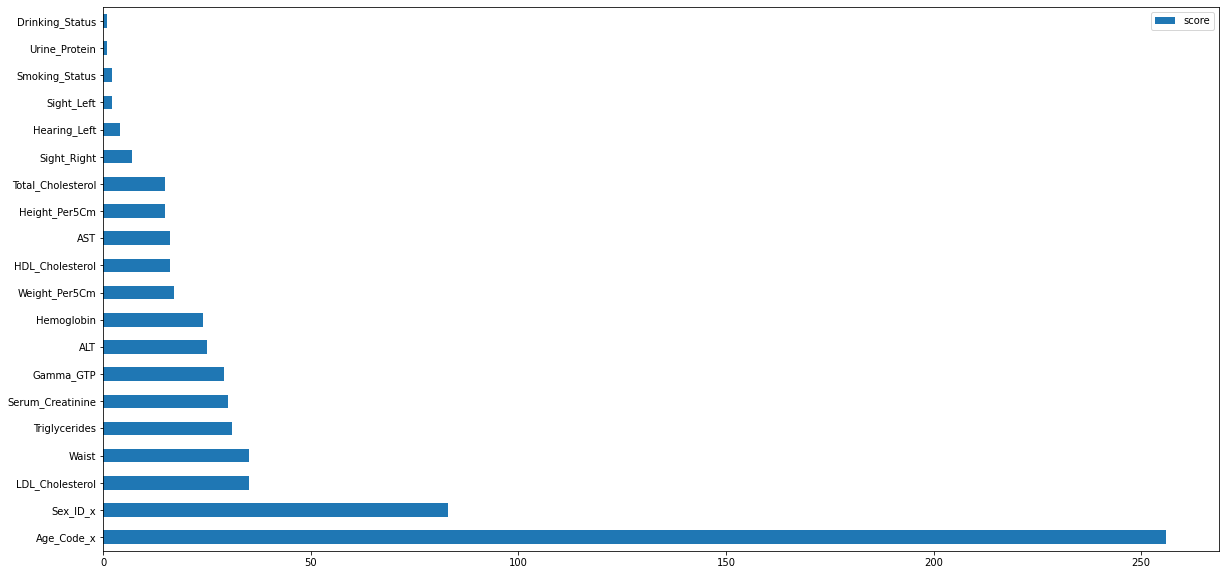 score
Drinking_Status
Urine_Protein
Smoking_Status
Sight_Left
Hearing_Left
Sight_Right
Total_Cholesterol
Height_Per5Cm
AST
HDL_Cholesterol
Weight_Per5Cm
Hemoglobin
ALT
Gamma_GTP
Serum_Creatinine
Triglycerides
Waist
LDL_Cholesterol
Sex_ID_x
Age_Code_x
0 50 100 150 200 250